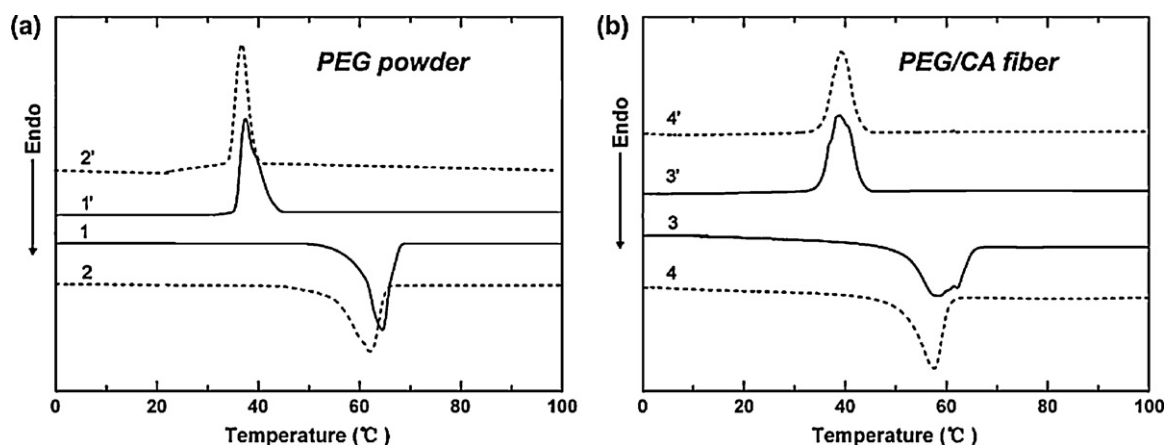 (a)
PEG powder
Endo
2'
1'
1
2
0 20 40 60 80 100
Temperature (℃)
(b)
PEG/CA fiber
Endo
4'
3'
3
4
0 20 40 60 80 100
Temperature (℃)